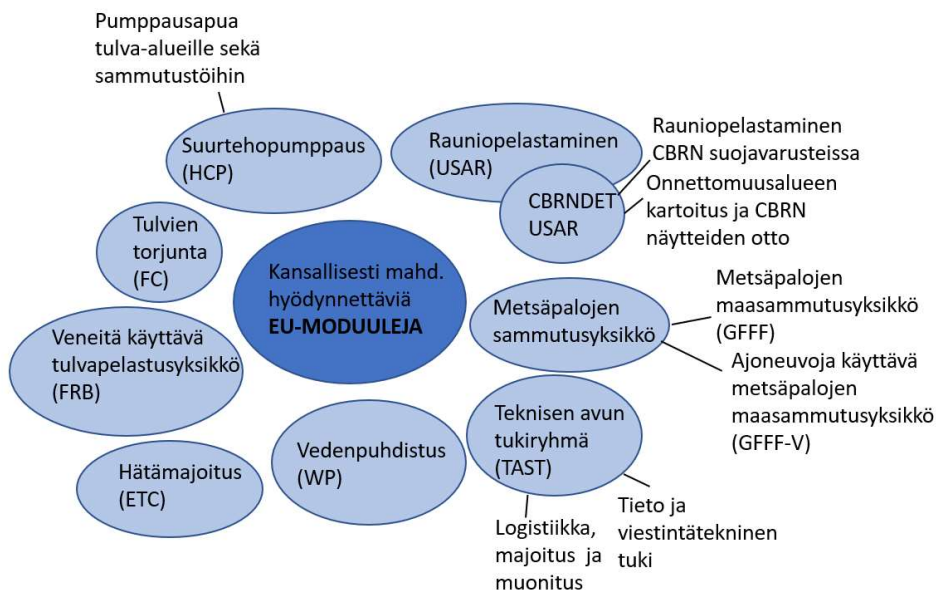 Pumppausapua
tulva-alueille sekä
sammutustöihin
Suurtehopumppaus
(HCP)
Rauniopelastaminen
(USAR)
Rauniopelastaminen
CBRN suojavarusteissa
CBRNDET
USAR
Onnettomuusalueen
kartoitus ja CBRN
näytteiden otto
Tulvien
torjunta
(FC)
Kansallisesti mahd.
hyödynnettäviä
EU-MODUULEJA
Metsäpalojen
sammutusyksikkö
Metsäpalojen
maasammutusyksikkö
(GFFF)
Ajoneuvoja käyttävä
metsäpalojen
maasammutusyksikkö
(GFFF-V)
Veneitä käyttävä
tulvapelastusyksikkö
(FRB)
Teknisen avun
tukiryhmä
(TAST)
Vedenpuhdistus
(WP)
Hätämajoitus
(ETC)
Logistiikka,
majoitus ja
muonitus
Tieto ja
viestintätekninen
tuki